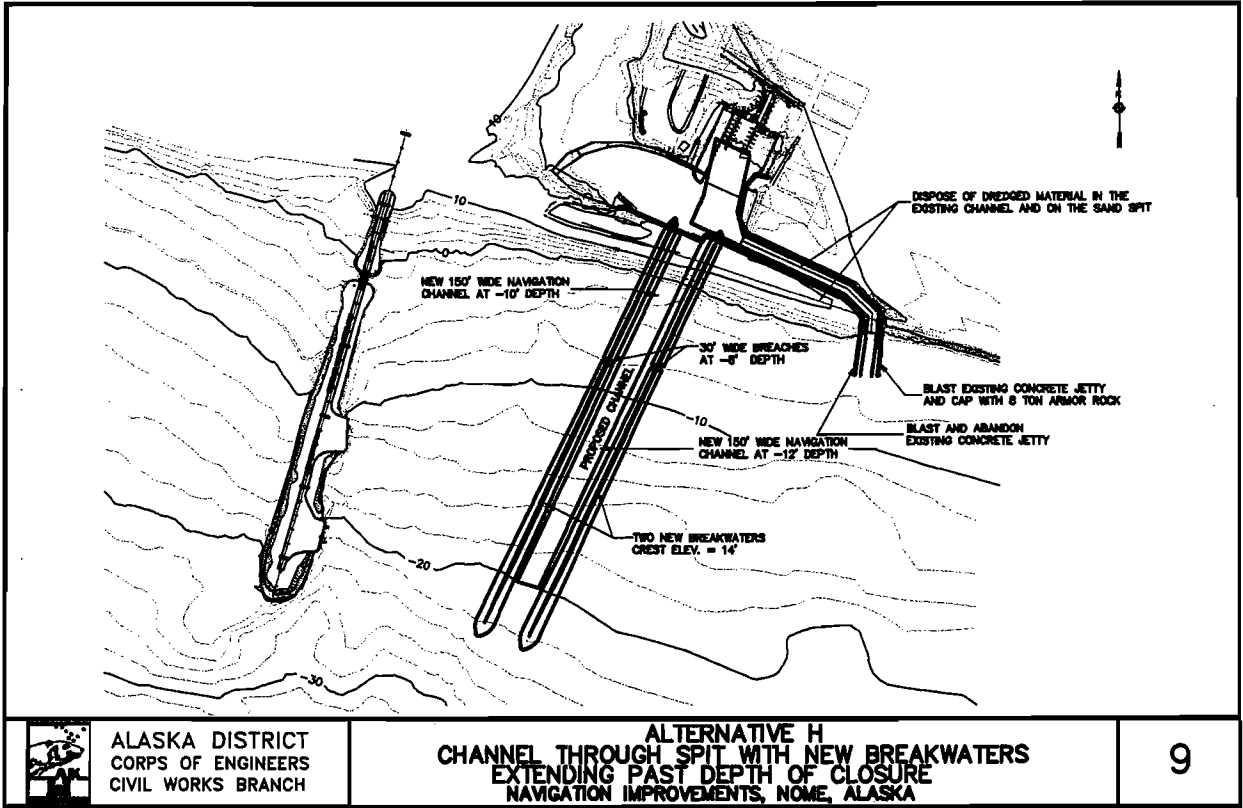 N
10
10
0
DISPOSE OF DREDGED MATERIAL IN THE
EXISTING CHANNEL AND ON THE SAND SPIT
NEW 150' WIDE NAVIGATION
CHANNEL AT -10' DEPTH
30' WIDE BREACHES
AT -8' DEPTH
PROPOSED CHANNEL
BLAST EXISTING CONCRETE JETTY
AND CAP WITH 8 TON ARMOR ROCK
-10
BLAST AND ABANDON
EXISTING CONCRETE JETTY
NEW 150' WIDE NAVIGATION
CHANNEL AT -12' DEPTH
TWO NEW BREAKWATERS
CREST ELEV. = 14'
-20
-30
ALASKA DISTRICT
CORPS OF ENGINEERS
CIVIL WORKS BRANCH
ALTERNATIVE H
CHANNEL THROUGH SPIT WITH NEW BREAKWATERS
EXTENDING PAST DEPTH OF CLOSURE
NAVIGATION IMPROVEMENTS, NOME, ALASKA
9